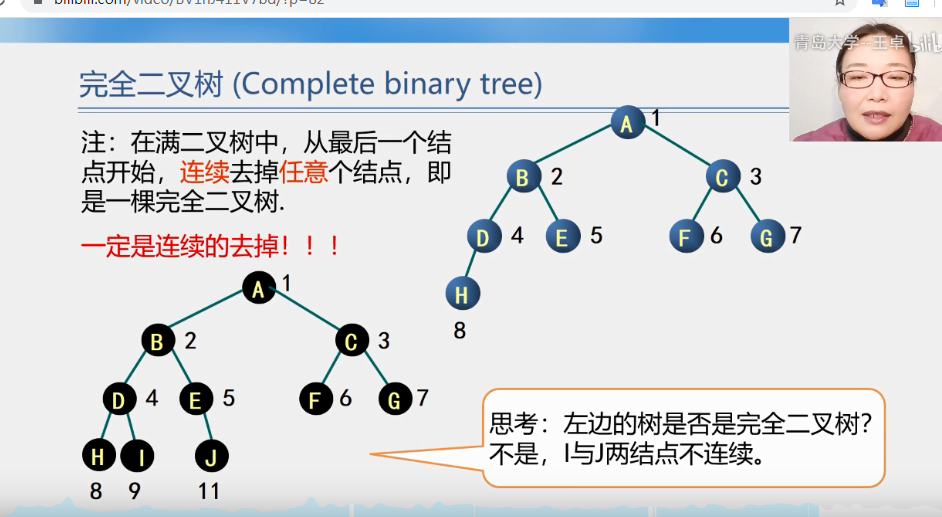 完全二叉树 (Complete binary tree)
青岛大学-王卓
bilibili
注：在满二叉树中，从最后一个结
点开始，连续去掉任意个结点，即
是一棵完全二叉树.
一定是连续的去掉！！！
A 1
B 2
C 3
D 4
E 5
F 6
G 7
H
8
A 1
B 2
C 3
D 4
E 5
F 6
G 7
H I J
8 9 11
思考：左边的树是否是完全二叉树？
不是，I与J两结点不连续。